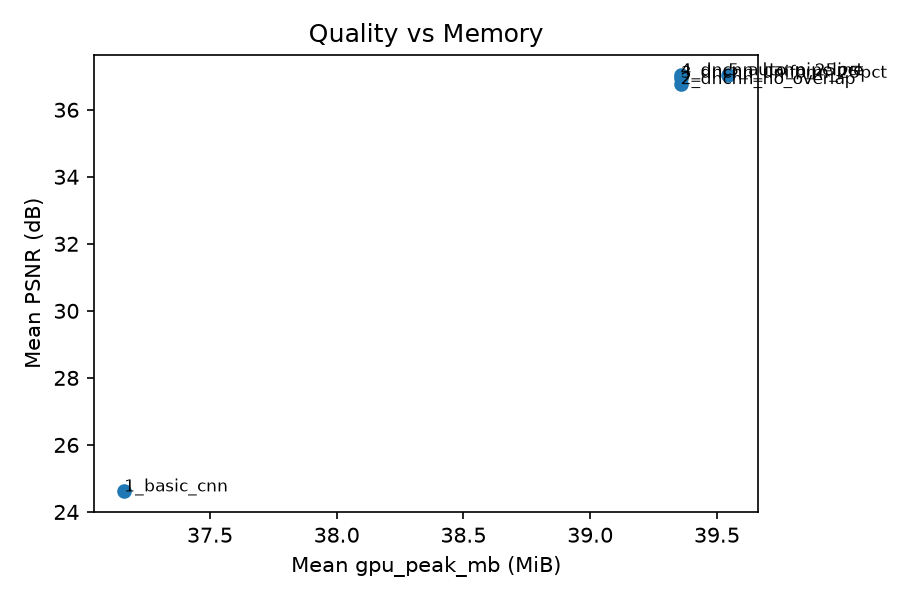 Quality vs Memory
2_dncnn_no_overlap
36
34
32
30
28
26
24
Mean PSNR (dB)
1_basic_cnn
37.5 38.0 38.5 39.0 39.5
Mean gpu_peak_mb (MiB)